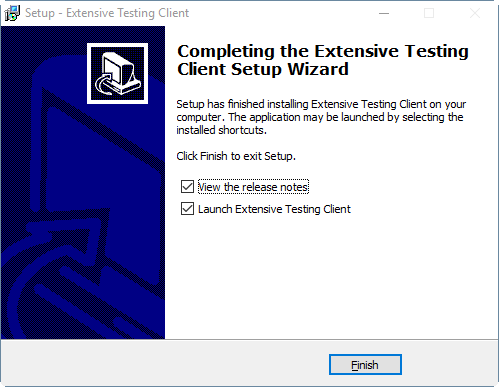 Setup - Extensive Testing Client
Completing the Extensive Testing
Client Setup Wizard
Setup has finished installing Extensive Testing Client on your
computer. The application may be launched by selecting the
installed shortcuts.
Click Finish to exit Setup.
View the release notes
Launch Extensive Testing Client
Finish